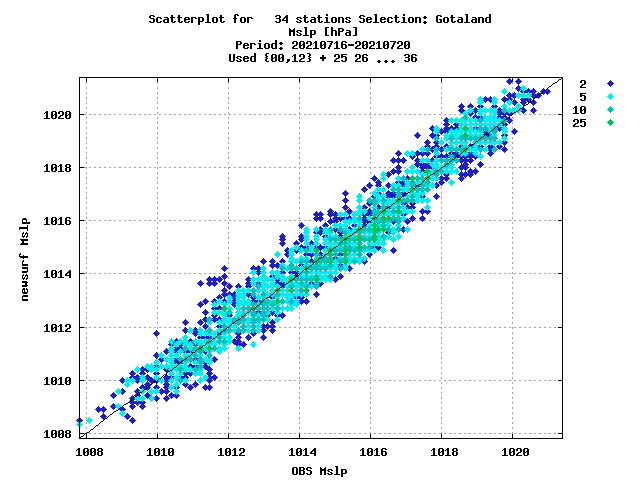 Scatterplot for   34 stations Selection: Gotaland
Mslp [hPa]
Period: 20210716-20210720
Used {00,12} + 25 26 ... 36
2
5
10
25
1020
1018
1016
1014
1012
1010
1008
newsurf Mslp
1008 1010 1012 1014 1016 1018 1020
OBS Mslp